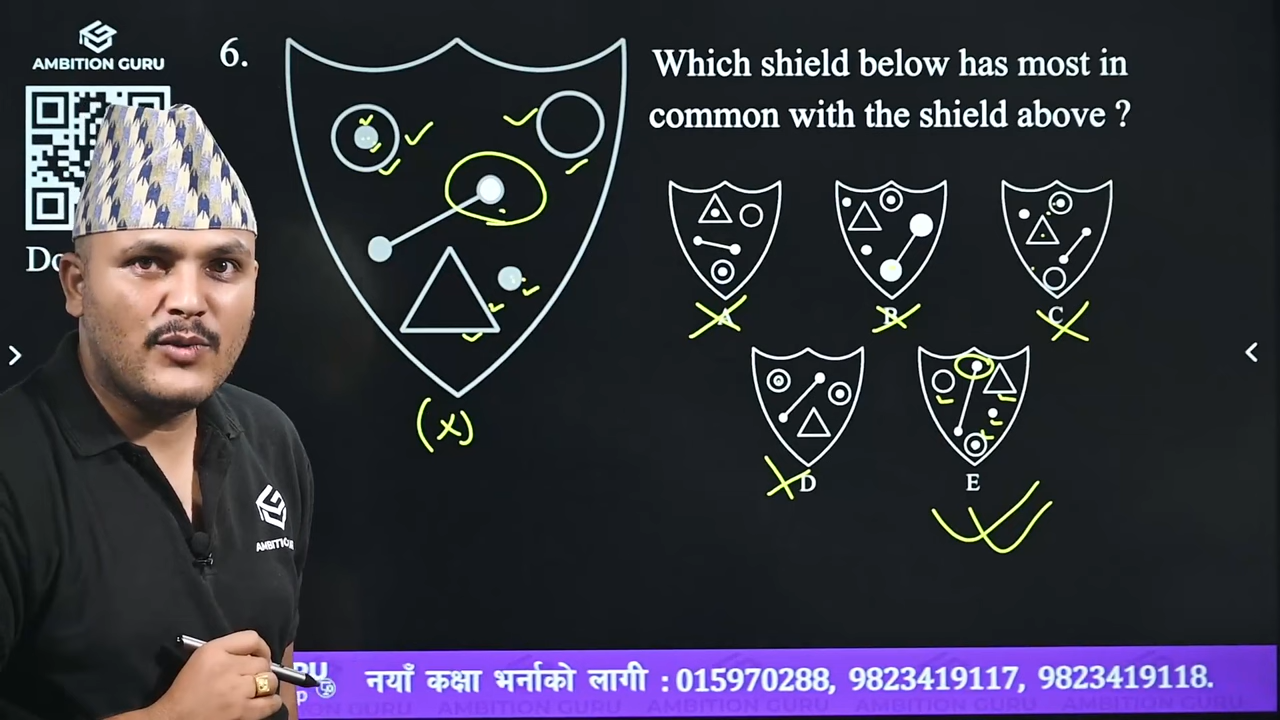 AMBITION GURU
6.
Which shield below has most in
common with the shield above ?
A
B
C
D
E
(x)
AMBITI
नयाँ कक्षा भर्नाको लागी : 015970288, 9823419117, 9823419118.